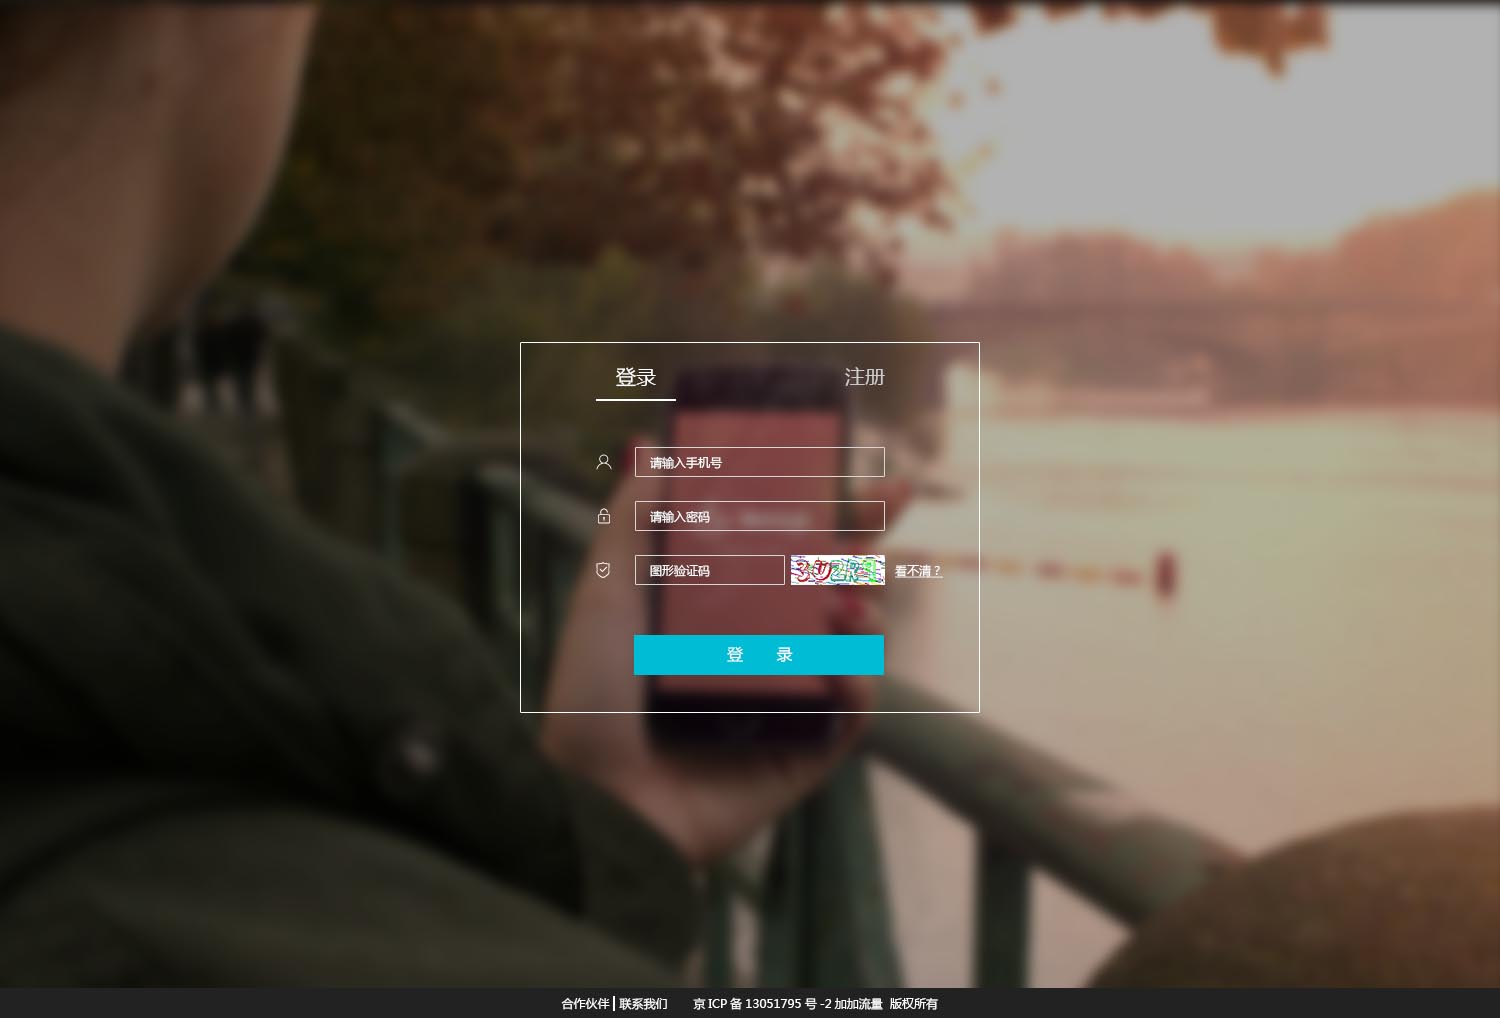 登录 注册
请输入手机号
请输入密码
图形验证码 看不清？
登 录
合作伙伴 | 联系我们 京 ICP 备 13051795 号 -2 加加流量 版权所有